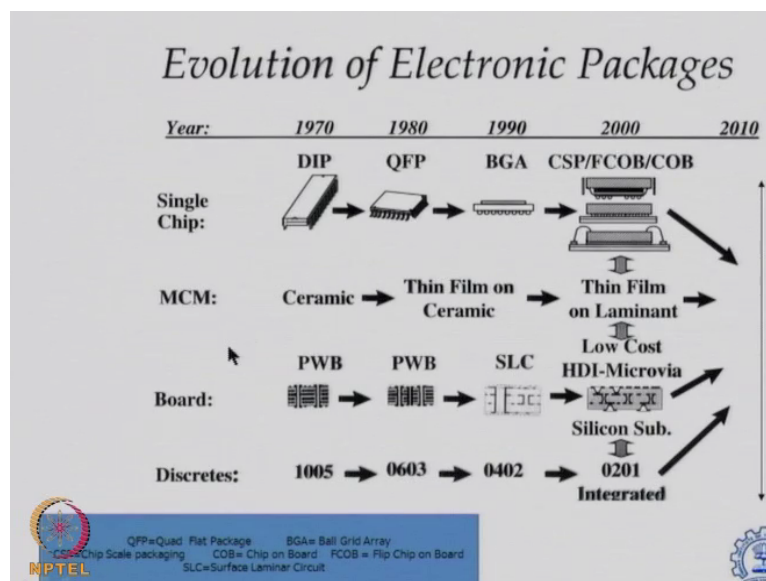 Evolution of Electronic Packages
Year: 1970 1980 1990 2000 2010
DIP QFP BGA CSP/FCOB/COB
Single
Chip:
MCM: Ceramic Thin Film on
Ceramic Thin Film
on Laminant
Low Cost
PWB PWB SLC HDI-Microvia
Board:
Silicon Sub.
Discretes: 1005 0603 0402 0201
Integrated
QFP=Quad Flat Package BGA= Ball Grid Array
CSP=Chip Scale packaging COB= Chip on Board FCOB = Flip Chip on Board
SLC=Surface Laminar Circuit
NPTEL